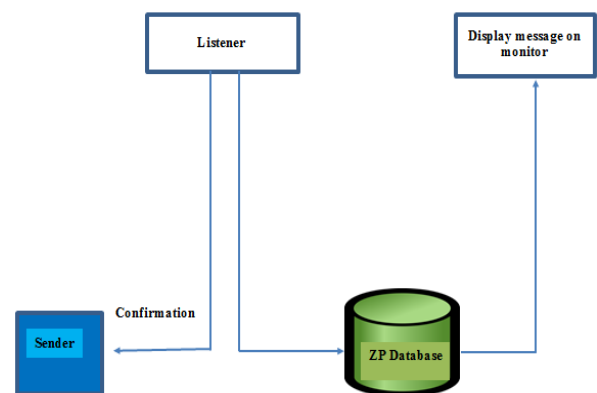 Listener
Display message on
monitor
Confirmation
Sender
ZP Database